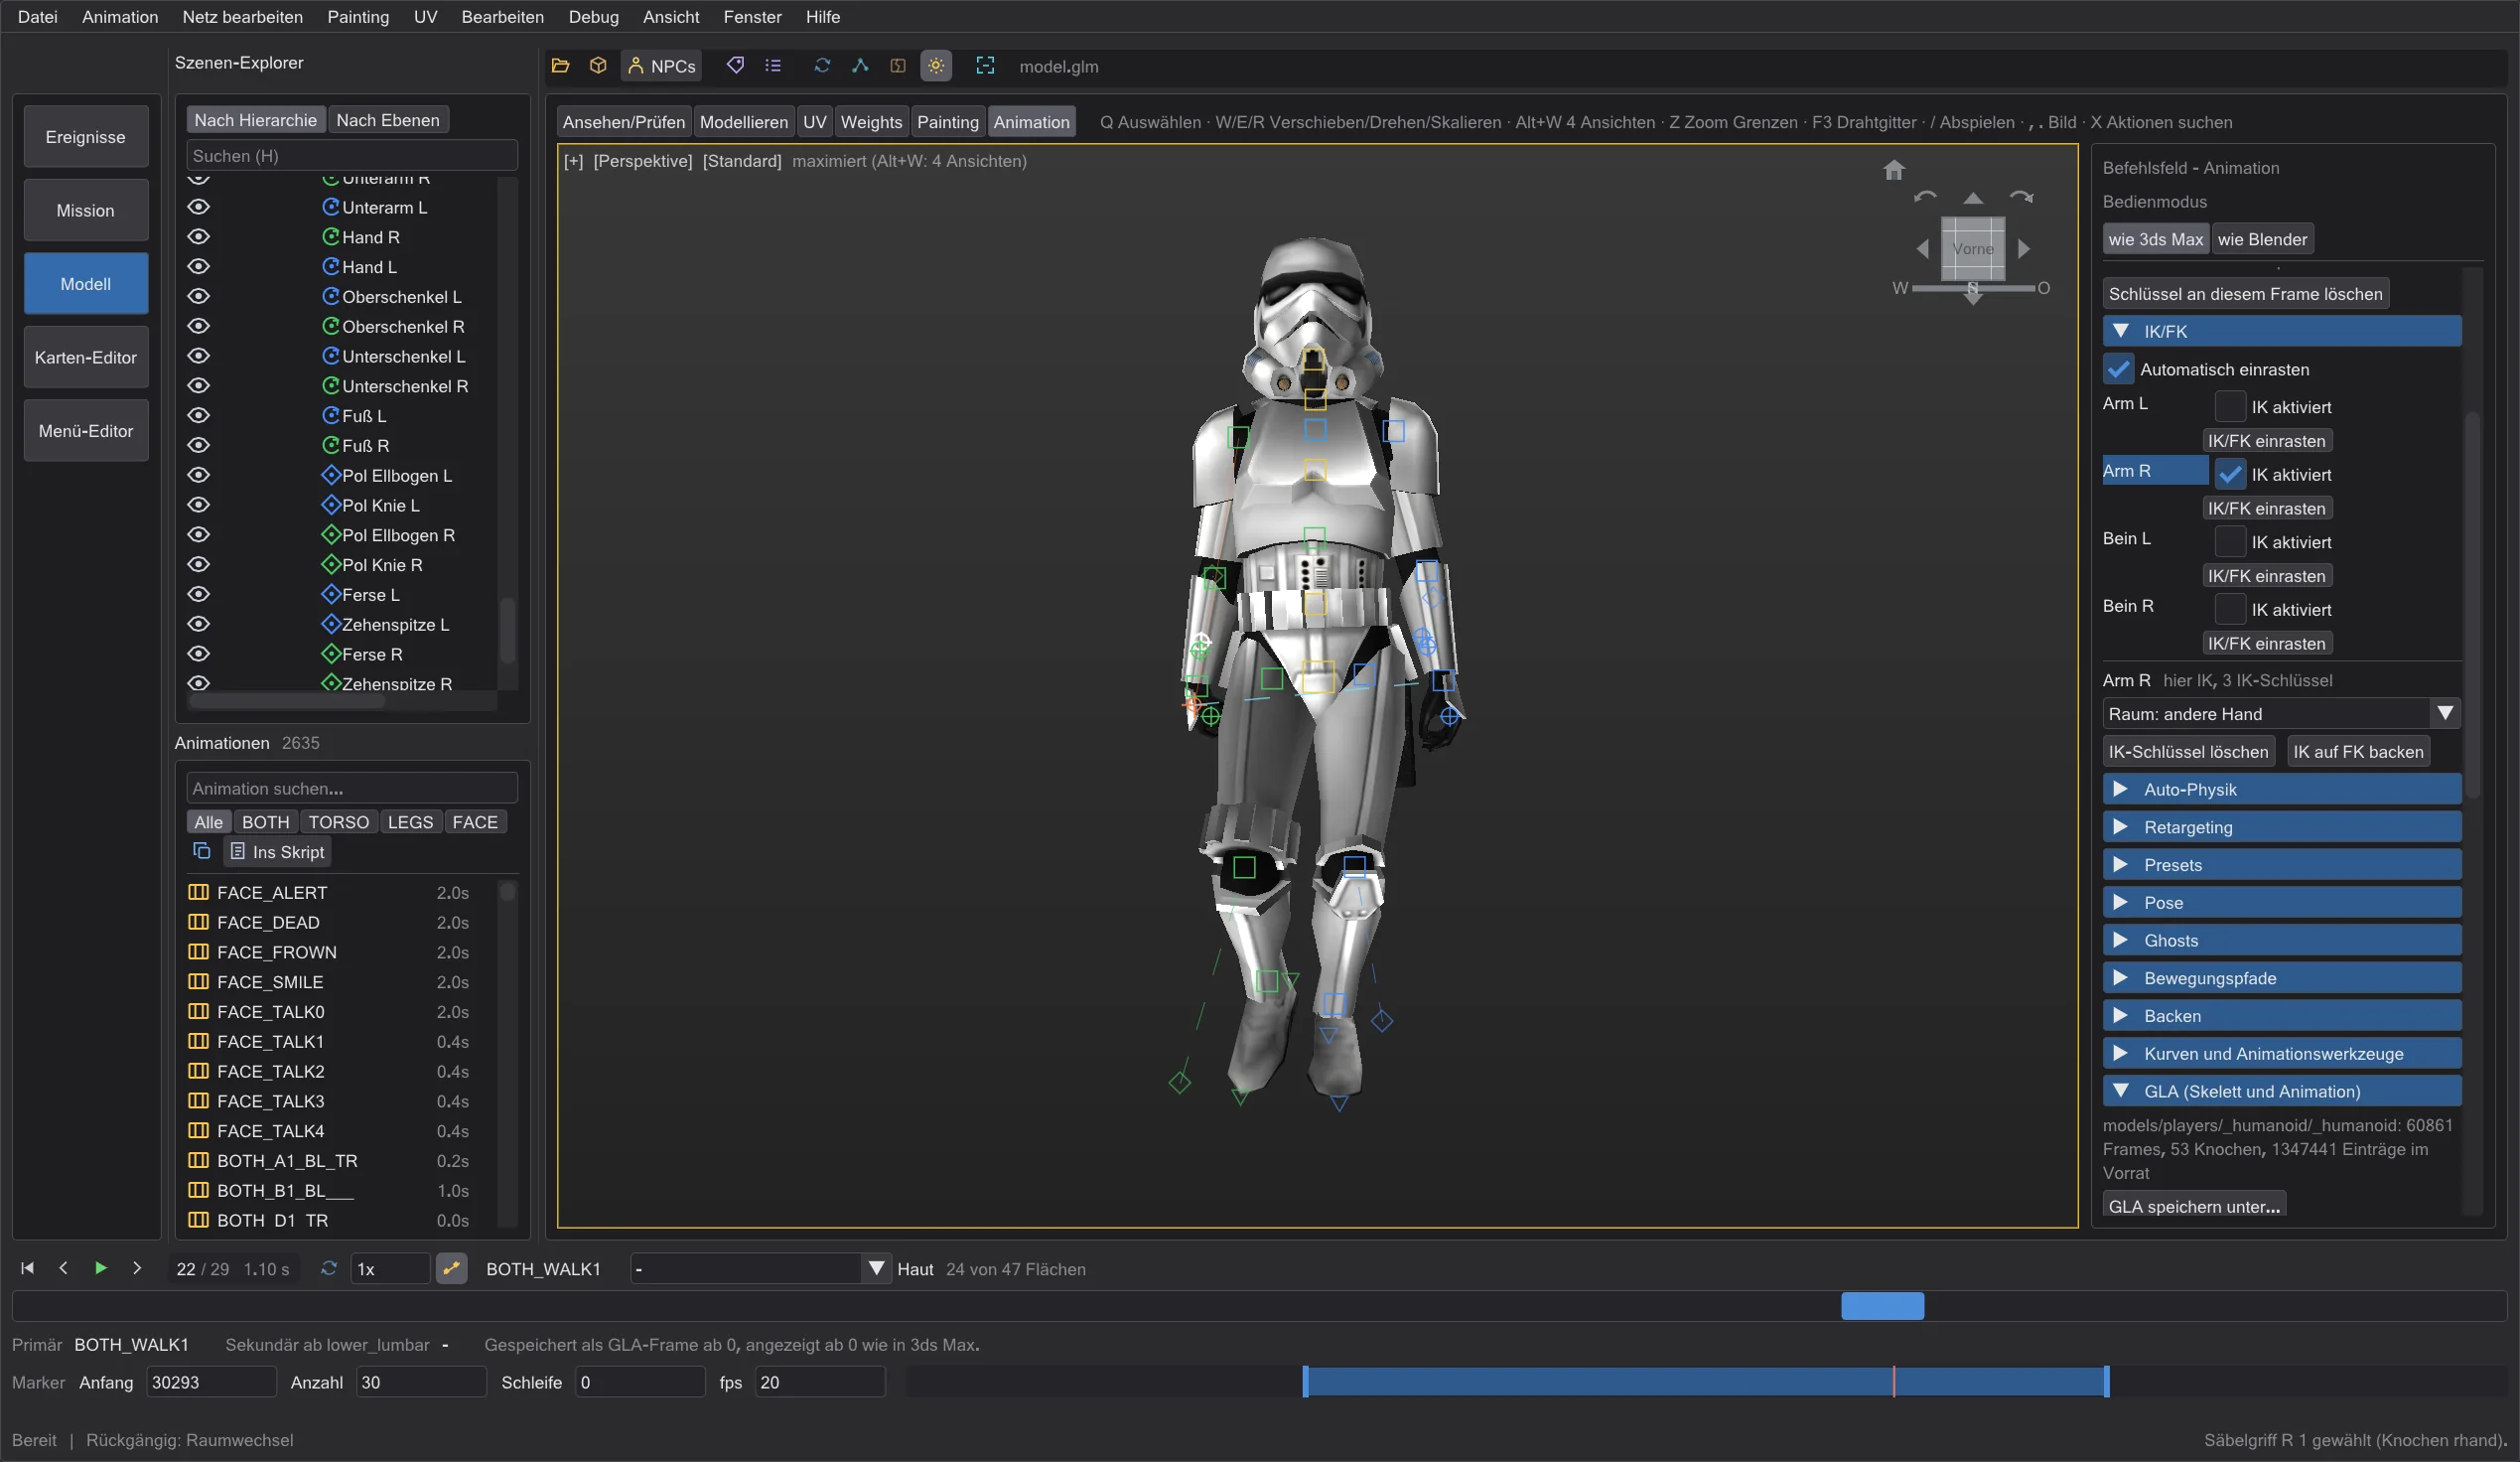 Datei Animation Netz bearbeiten Painting UV Bearbeiten Debug Ansicht Fenster Hilfe
Szenen-Explorer
NPCs model.glm
Ereignisse
Mission
Modell
Karten-Editor
Menü-Editor
Nach Hierarchie Nach Ebenen
Suchen (H)
Unterarm R
Unterarm L
Hand R
Hand L
Oberschenkel L
Oberschenkel R
Unterschenkel L
Unterschenkel R
Fuß L
Fuß R
Pol Ellbogen L
Pol Knie L
Pol Ellbogen R
Pol Knie R
Ferse L
Zehenspitze L
Ferse R
Zehenspitze R
Animationen 2635
Animation suchen...
Alle BOTH TORSO LEGS FACE
Ins Skript
FACE_ALERT 2.0s
FACE_DEAD 2.0s
FACE_FROWN 2.0s
FACE_SMILE 2.0s
FACE_TALK0 2.0s
FACE_TALK1 0.4s
FACE_TALK2 0.4s
FACE_TALK3 0.4s
FACE_TALK4 0.4s
BOTH_A1_BL_TR 0.2s
BOTH_B1_BL___ 1.0s
BOTH_D1_TR 0.0s
Ansehen/Prüfen Modellieren UV Weights Painting Animation Q Auswählen · W/E/R Verschieben/Drehen/Skalieren · Alt+W 4 Ansichten · Z Zoom Grenzen · F3 Drahtgitter · / Abspielen · , . Bild · X Aktionen suchen
[+] [Perspektive] [Standard] maximiert (Alt+W: 4 Ansichten)
Vorne
W S O
Befehlsfeld - Animation
Bedienmodus
wie 3ds Max wie Blender
Schlüssel an diesem Frame löschen
IK/FK
Automatisch einrasten
Arm L IK aktiviert
IK/FK einrasten
Arm R IK aktiviert
IK/FK einrasten
Bein L IK aktiviert
IK/FK einrasten
Bein R IK aktiviert
IK/FK einrasten
Arm R hier IK, 3 IK-Schlüssel
Raum: andere Hand
IK-Schlüssel löschen IK auf FK backen
Auto-Physik
Retargeting
Presets
Pose
Ghosts
Bewegungspfade
Backen
Kurven und Animationswerkzeuge
GLA (Skelett und Animation)
models/players/_humanoid/_humanoid: 60861
Frames, 53 Knochen, 1347441 Einträge im
Vorrat
GLA speichern unter...
22 / 29 1.10 s 1x BOTH_WALK1 - Haut 24 von 47 Flächen
Primär BOTH_WALK1 Sekundär ab lower_lumbar - Gespeichert als GLA-Frame ab 0, angezeigt ab 0 wie in 3ds Max.
Marker Anfang 30293 Anzahl 30 Schleife 0 fps 20
Bereit | Rückgängig: Raumwechsel
Säbelgriff R 1 gewählt (Knochen rhand).